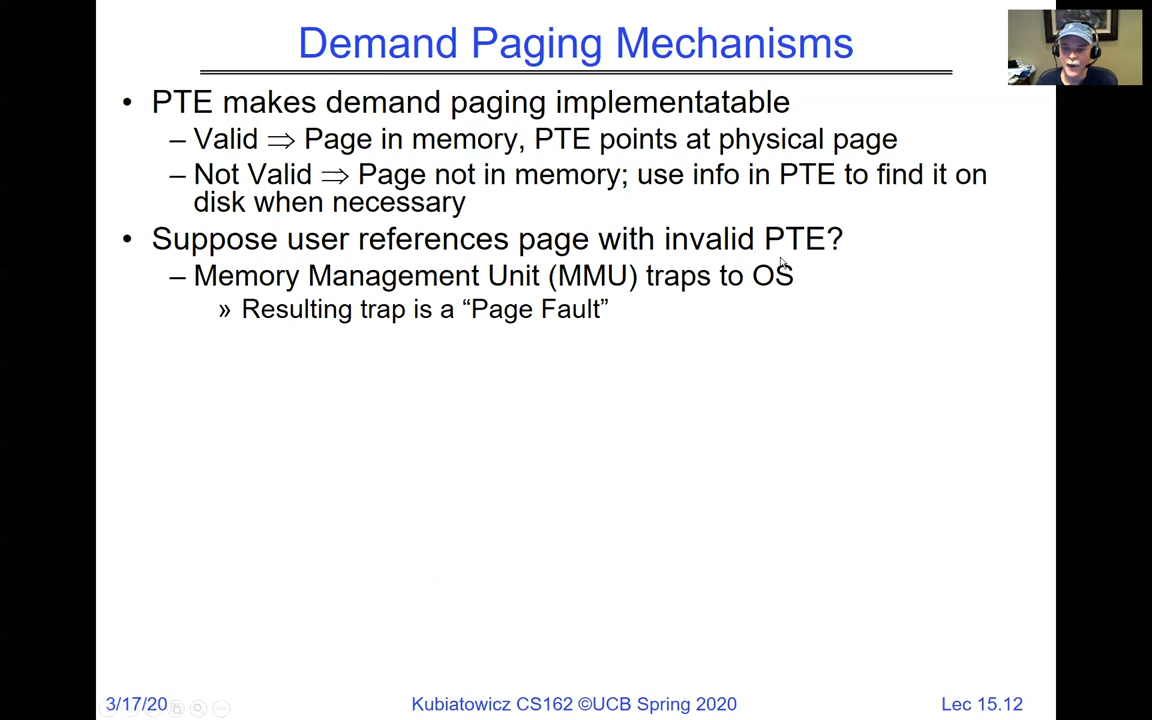 Demand Paging Mechanisms
• PTE makes demand paging implementatable
– Valid ⇒ Page in memory, PTE points at physical page
– Not Valid ⇒ Page not in memory; use info in PTE to find it on
disk when necessary
• Suppose user references page with invalid PTE?
– Memory Management Unit (MMU) traps to OS
» Resulting trap is a “Page Fault”
3/17/20 Kubiatowicz CS162 ©UCB Spring 2020 Lec 15.12